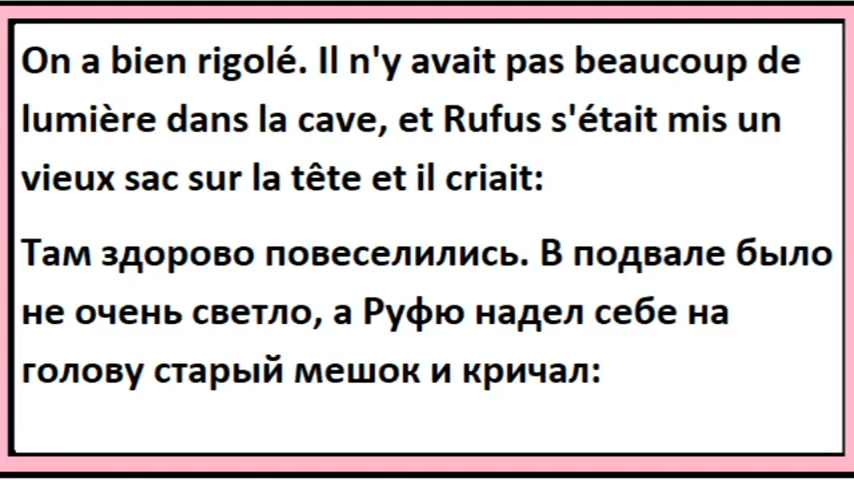 On a bien rigolé. Il n'y avait pas beaucoup de
lumière dans la cave, et Rufus s'était mis un
vieux sac sur la tête et il criait:
Там здорово повеселились. В подвале было
не очень светло, а Руфю надел себе на
голову старый мешок и кричал: